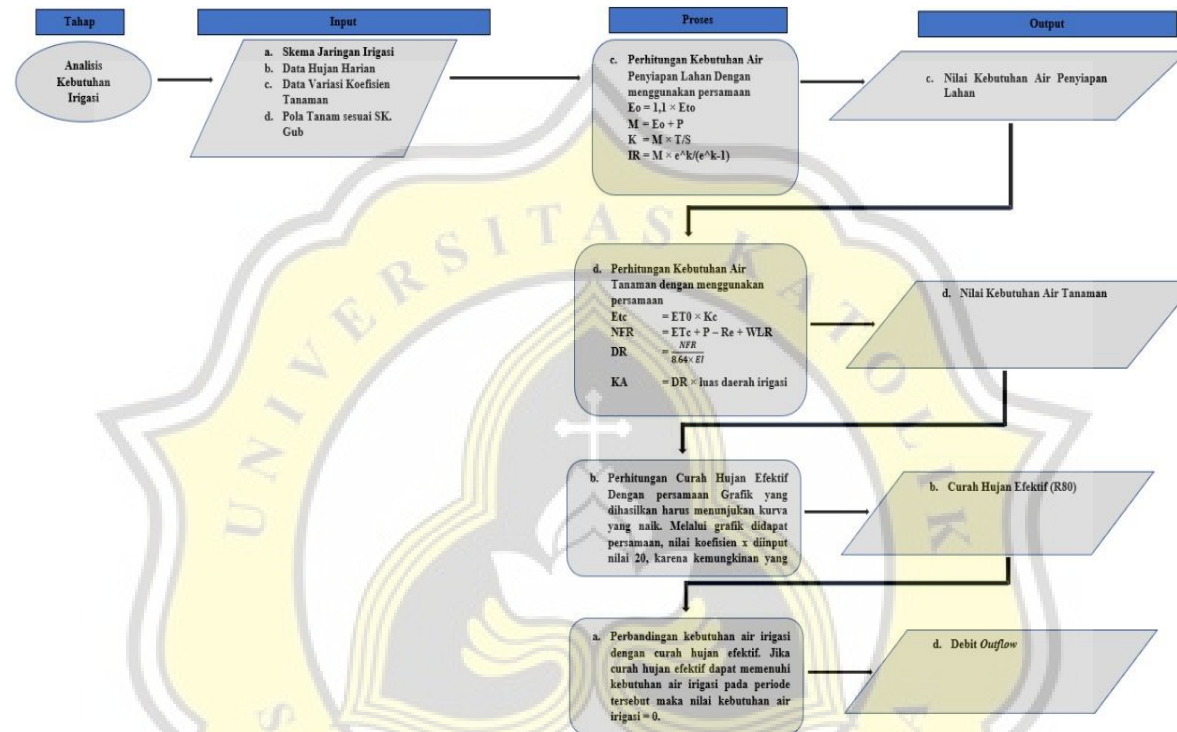 Tahap
Input
Proses
Output
Analisis
Kebutuhan
Irigasi
a. Skema Jaringan Irigasi
b. Data Hujan Harian
c. Data Variasi Koefisien
Tanaman
d. Pola Tanam sesuai SK.
Gub
c. Perhitungan Kebutuhan Air
Penyiapan Lahan Dengan
menggunakan persamaan
Eo = 1,1 × Eto
M = Eo + P
K = M × T/S
IR = M × e^k/(e^k-1)
c. Nilai Kebutuhan Air Penyiapan
Lahan
d. Perhitungan Kebutuhan Air
Tanaman dengan menggunakan
persamaan
Etc = ET0 × Kc
NFR = ETc + P – Re + WLR
DR = NFR / 8.64× EI
KA = DR × luas daerah irigasi
d. Nilai Kebutuhan Air Tanaman
b. Perhitungan Curah Hujan Efektif
Dengan persamaan Grafik yang
dihasilkan harus menunjukan kurva
yang naik. Melalui grafik didapat
persamaan, nilai koefisien x diinput
nilai 20, karena kemungkinan yang
b. Curah Hujan Efektif (R80)
a. Perbandingan kebutuhan air irigasi
dengan curah hujan efektif. Jika
curah hujan efektif dapat memenuhi
kebutuhan air irigasi pada periode
tersebut maka nilai kebutuhan air
irigasi = 0.
d. Debit Outflow
UNIVERSITAS KATOLIK